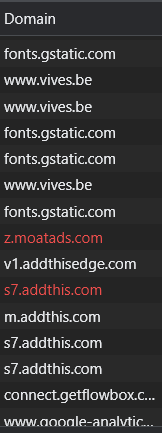 Domain
fonts.gstatic.com
www.vives.be
www.vives.be
fonts.gstatic.com
fonts.gstatic.com
www.vives.be
fonts.gstatic.com
z.moatads.com
v1.addthisedge.com
s7.addthis.com
m.addthis.com
s7.addthis.com
s7.addthis.com
connect.getflowbox.c...
www.google-analytic...